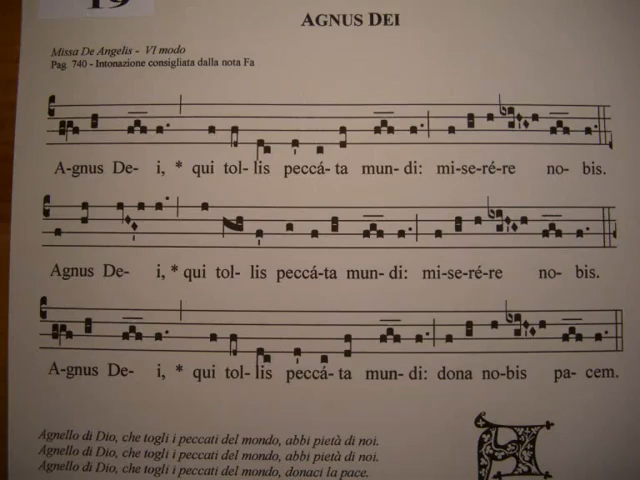 19
AGNUS DEI
Missa De Angelis - VI modo
Pag. 740 - Intonazione consigliata dalla nota Fa
A-gnus De- i, * qui tol- lis peccá-ta mun- di: mi-se-ré-re no- bis.
Agnus De- i, * qui tol- lis peccá-ta mun- di: mi-se-ré-re no- bis.
A-gnus De- i, * qui tol- lis peccá- ta mun- di: dona no-bis pa- cem.
Agnello di Dio, che togli i peccati del mondo, abbi pietà di noi.
Agnello di Dio, che togli i peccati del mondo, abbi pietà di noi.
Agnello di Dio, che togli i peccati del mondo, donaci la pace.
A